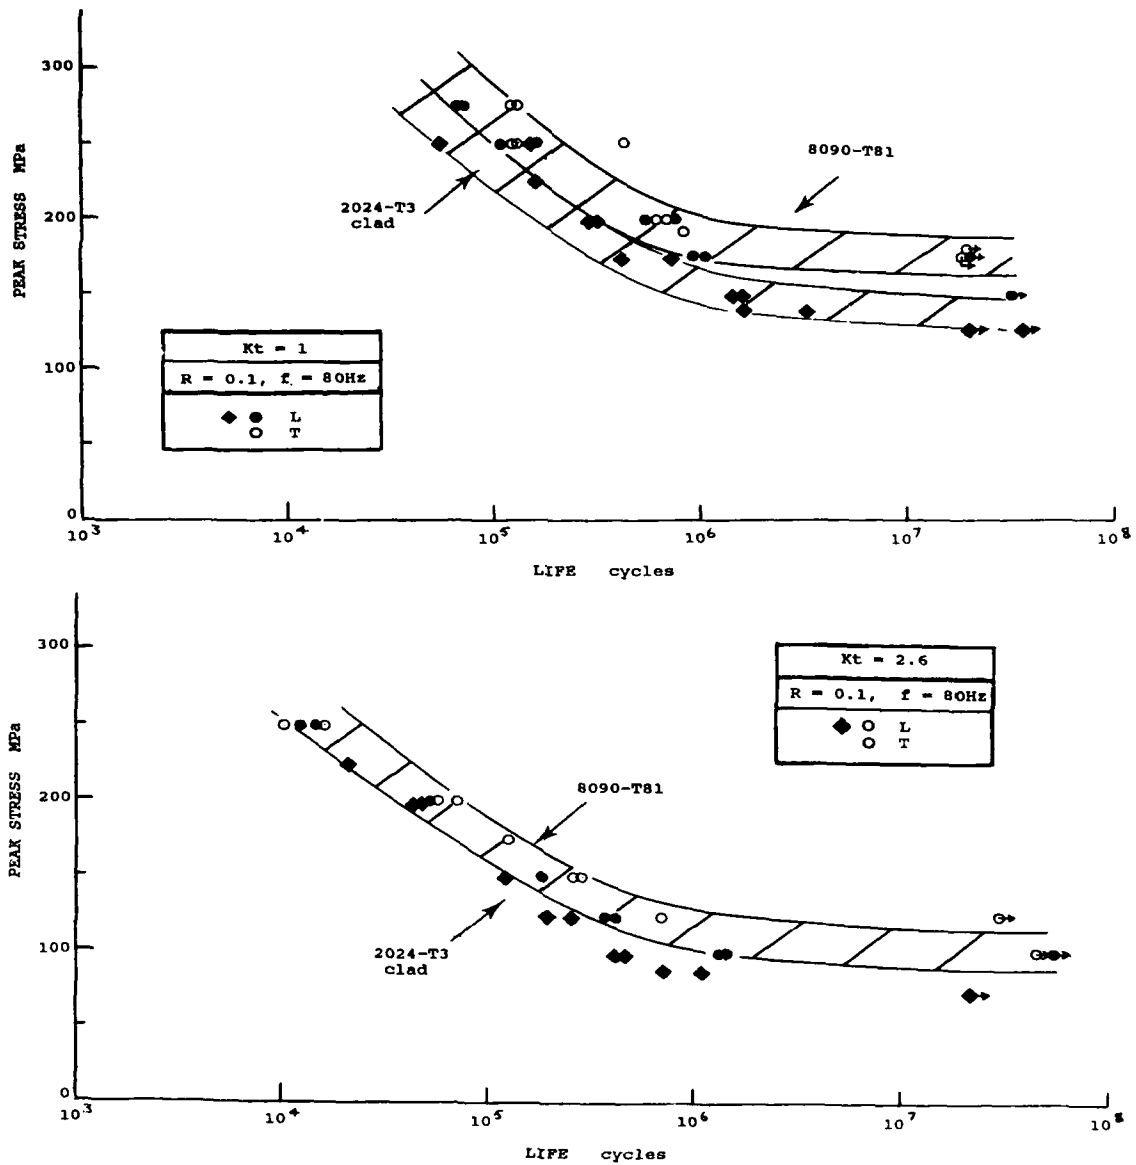 300
200
100
0
PEAK STRESS MPa
8090-T81
2024-T3
clad
Kt = 1
R = 0.1, f = 80Hz
L
T
10³ 10⁴ 10⁵ 10⁶ 10⁷ 10⁸
LIFE cycles
300
200
100
0
PEAK STRESS MPa
Kt = 2.6
R = 0.1, f = 80Hz
L
T
8090-T81
2024-T3
clad
10³ 10⁴ 10⁵ 10⁶ 10⁷ 10⁸
LIFE cycles